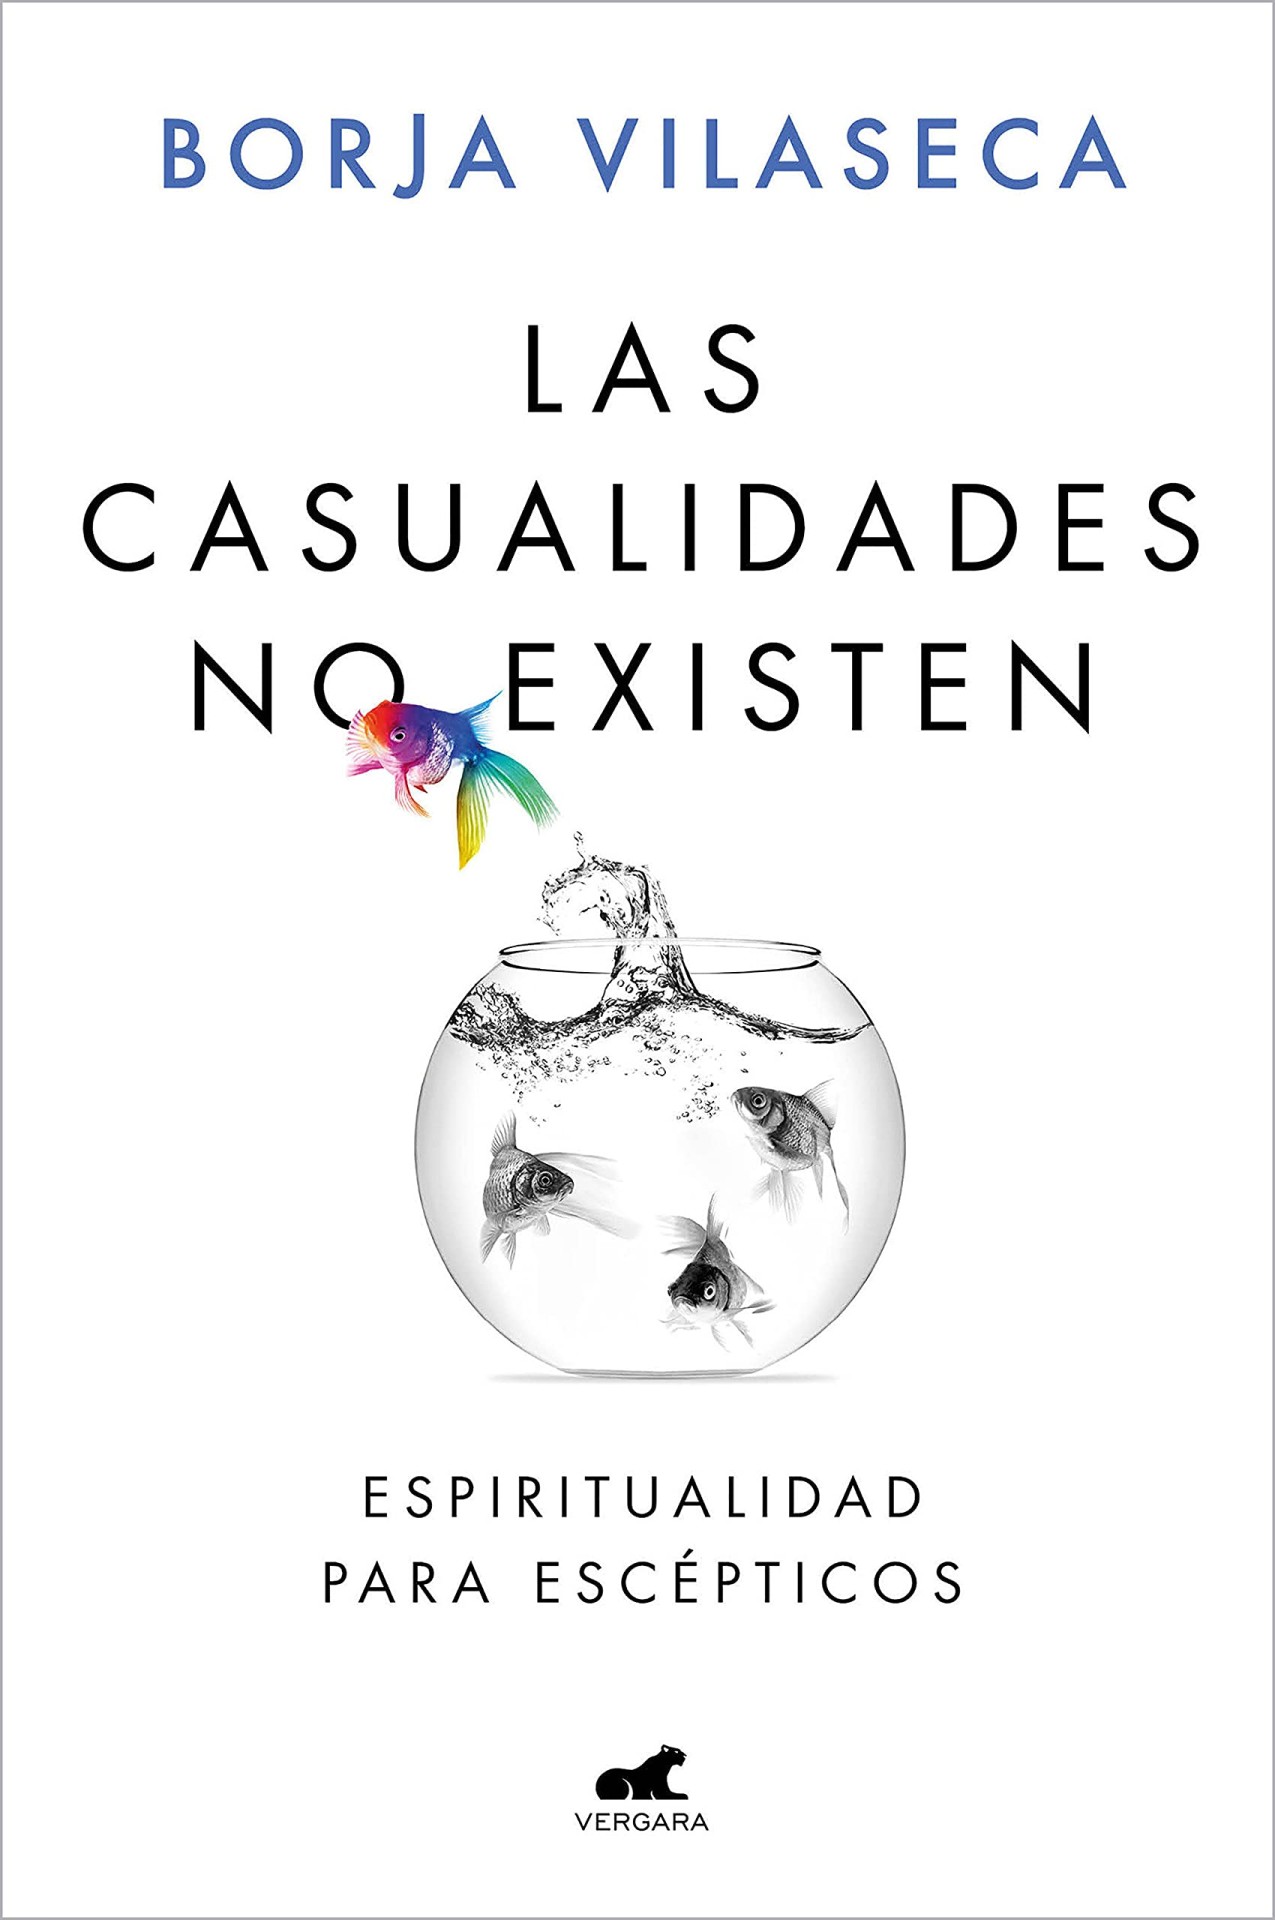 BORJA VILASECA
LAS
CASUALIDADES
NO EXISTEN
ESPIRITUALIDAD
PARA ESCÉPTICOS
VERGARA